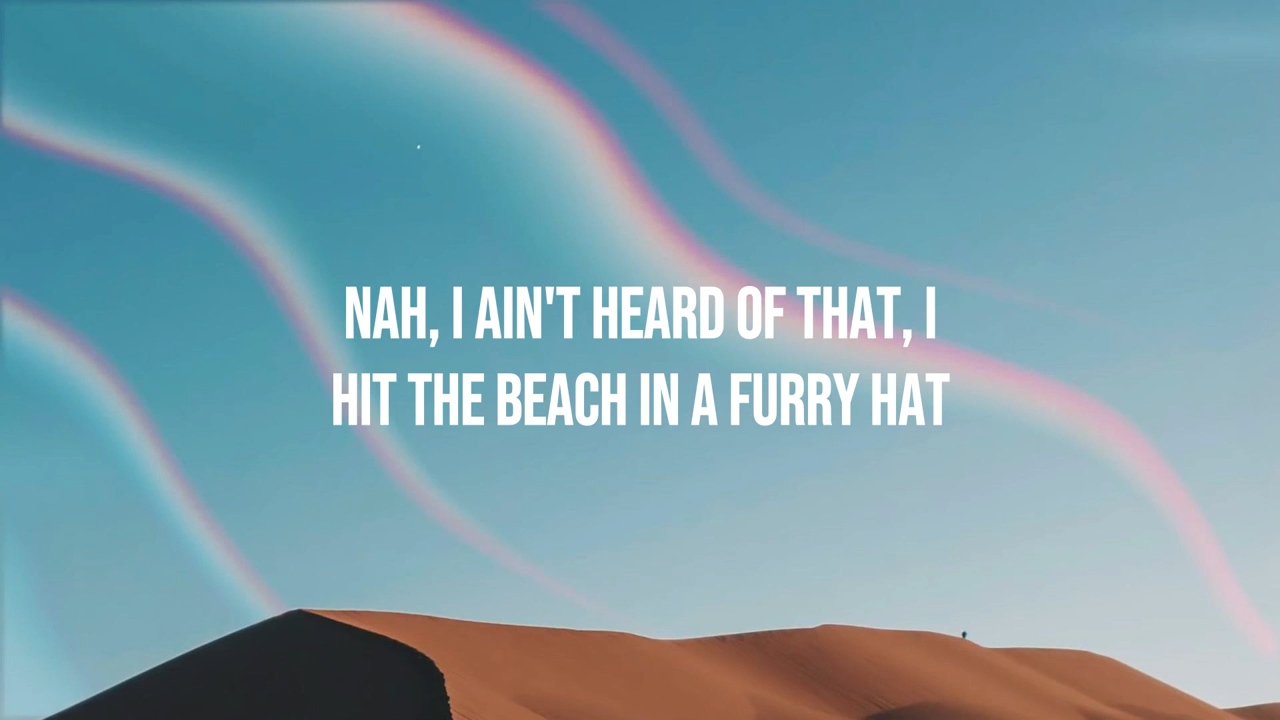 NAH, I AIN'T HEARD OF THAT, I
HIT THE BEACH IN A FURRY HAT